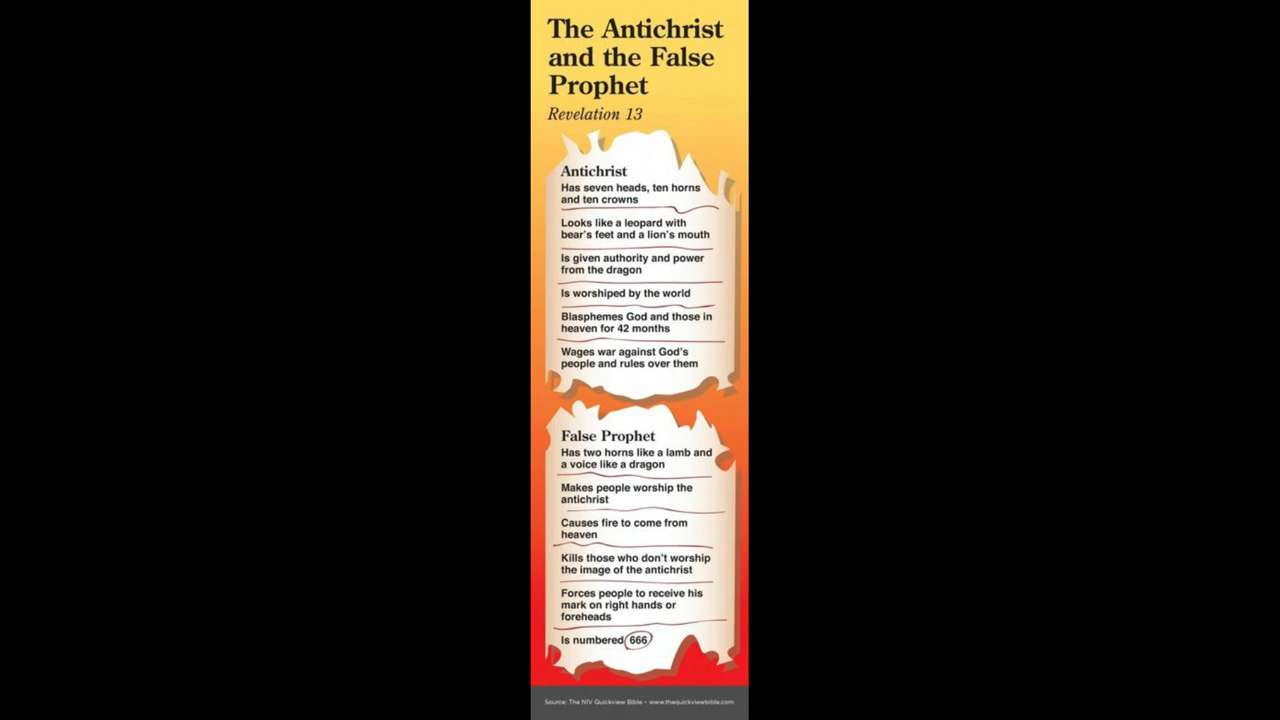 The Antichrist
and the False
Prophet
Revelation 13
Antichrist
Has seven heads, ten horns
and ten crowns
Looks like a leopard with
bear's feet and a lion's mouth
Is given authority and power
from the dragon
Is worshiped by the world
Blasphemes God and those in
heaven for 42 months
Wages war against God's
people and rules over them
False Prophet
Has two horns like a lamb and
a voice like a dragon
Makes people worship the
antichrist
Causes fire to come from
heaven
Kills those who don't worship
the image of the antichrist
Forces people to receive his
mark on right hands or
foreheads
Is numbered 666
Source: The NIV Quickview Bible - www.thequickviewbible.com